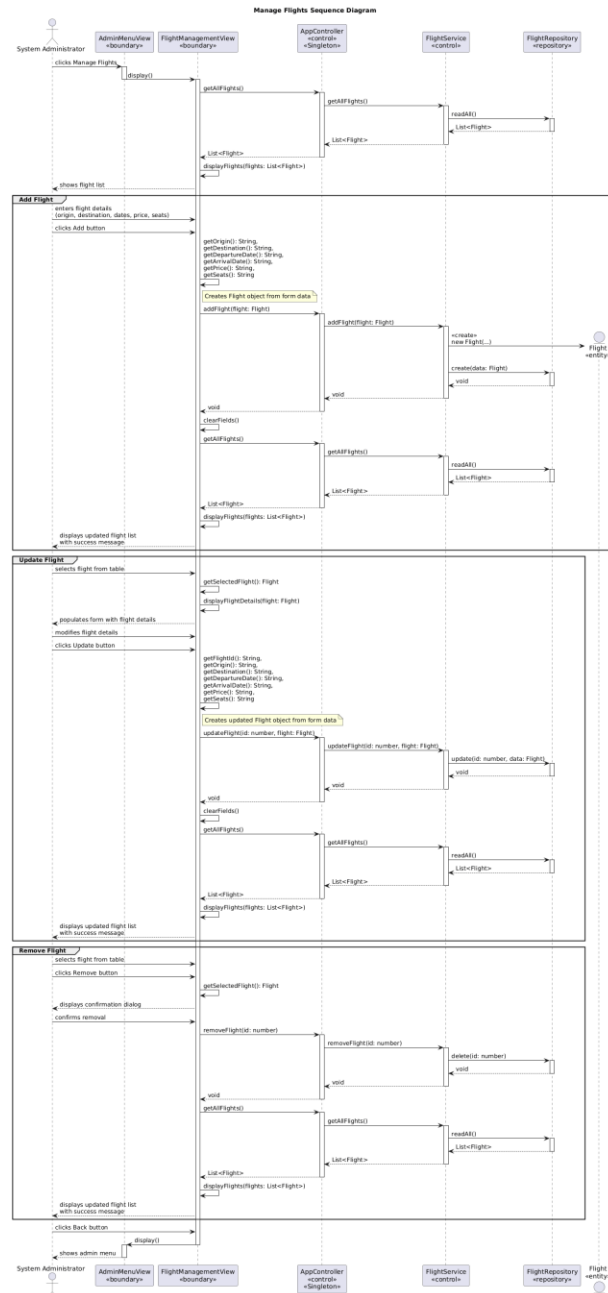 Manage Flights Sequence Diagram
System Administrator
AdminMenuView
«boundary»
FlightManagementView
«boundary»
AppController
«control»
«Singleton»
FlightService
«control»
FlightRepository
«repository»
clicks Manage Flights
display()
getAllFlights()
getAllFlights()
readAll()
List<Flight>
List<Flight>
List<Flight>
displayFlights(flights: List<Flight>)
shows flight list
Add Flight
enters flight details
(origin, destination, dates, price, seats)
clicks Add button
getOrigin(): String,
getDestination(): String,
getDepartureDate(): String,
getArrivalDate(): String,
getPrice(): String,
getSeats(): String
Creates Flight object from form data
addFlight(flight: Flight)
addFlight(flight: Flight)
«create»
new Flight(...)
Flight
«entity»
create(data: Flight)
void
void
void
clearFields()
getAllFlights()
getAllFlights()
readAll()
List<Flight>
List<Flight>
List<Flight>
displayFlights(flights: List<Flight>)
displays updated flight list
with success message
Update Flight
selects flight from table
getSelectedFlight(): Flight
displayFlightDetails(flight: Flight)
populates form with flight details
modifies flight details
clicks Update button
getFlightId(): String,
getOrigin(): String,
getDestination(): String,
getDepartureDate(): String,
getArrivalDate(): String,
getPrice(): String,
getSeats(): String
Creates updated Flight object from form data
updateFlight(id: number, flight: Flight)
updateFlight(id: number, flight: Flight)
update(id: number, data: Flight)
void
void
void
clearFields()
getAllFlights()
getAllFlights()
readAll()
List<Flight>
List<Flight>
List<Flight>
displayFlights(flights: List<Flight>)
displays updated flight list
with success message
Remove Flight
selects flight from table
clicks Remove button
getSelectedFlight(): Flight
displays confirmation dialog
confirms removal
removeFlight(id: number)
removeFlight(id: number)
delete(id: number)
void
void
void
getAllFlights()
getAllFlights()
readAll()
List<Flight>
List<Flight>
List<Flight>
displayFlights(flights: List<Flight>)
displays updated flight list
with success message
clicks Back button
display()
shows admin menu
System Administrator
AdminMenuView
«boundary»
FlightManagementView
«boundary»
AppController
«control»
«Singleton»
FlightService
«control»
FlightRepository
«repository»
Flight
«entity»